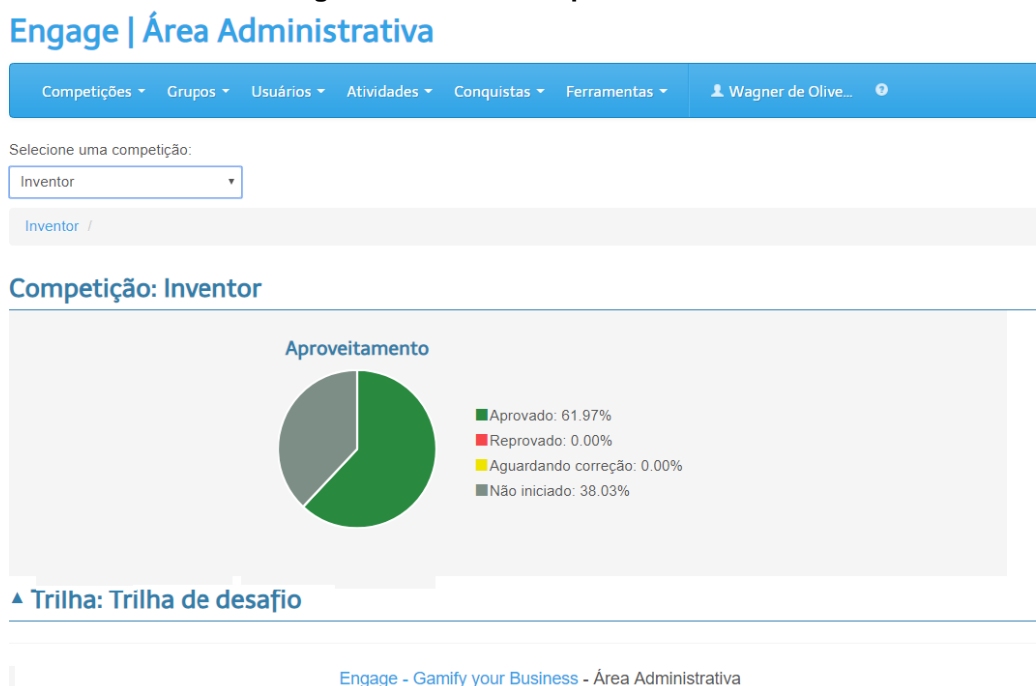 Engage | Área Administrativa
Competições Grupos Usuários Atividades Conquistas Ferramentas Wagner de Olive... ?
Selecione uma competição:
Inventor
Inventor /
Competição: Inventor
Aproveitamento
Aprovado: 61.97%
Reprovado: 0.00%
Aguardando correção: 0.00%
Não iniciado: 38.03%
Trilha: Trilha de desafio
Engage - Gamify your Business - Área Administrativa